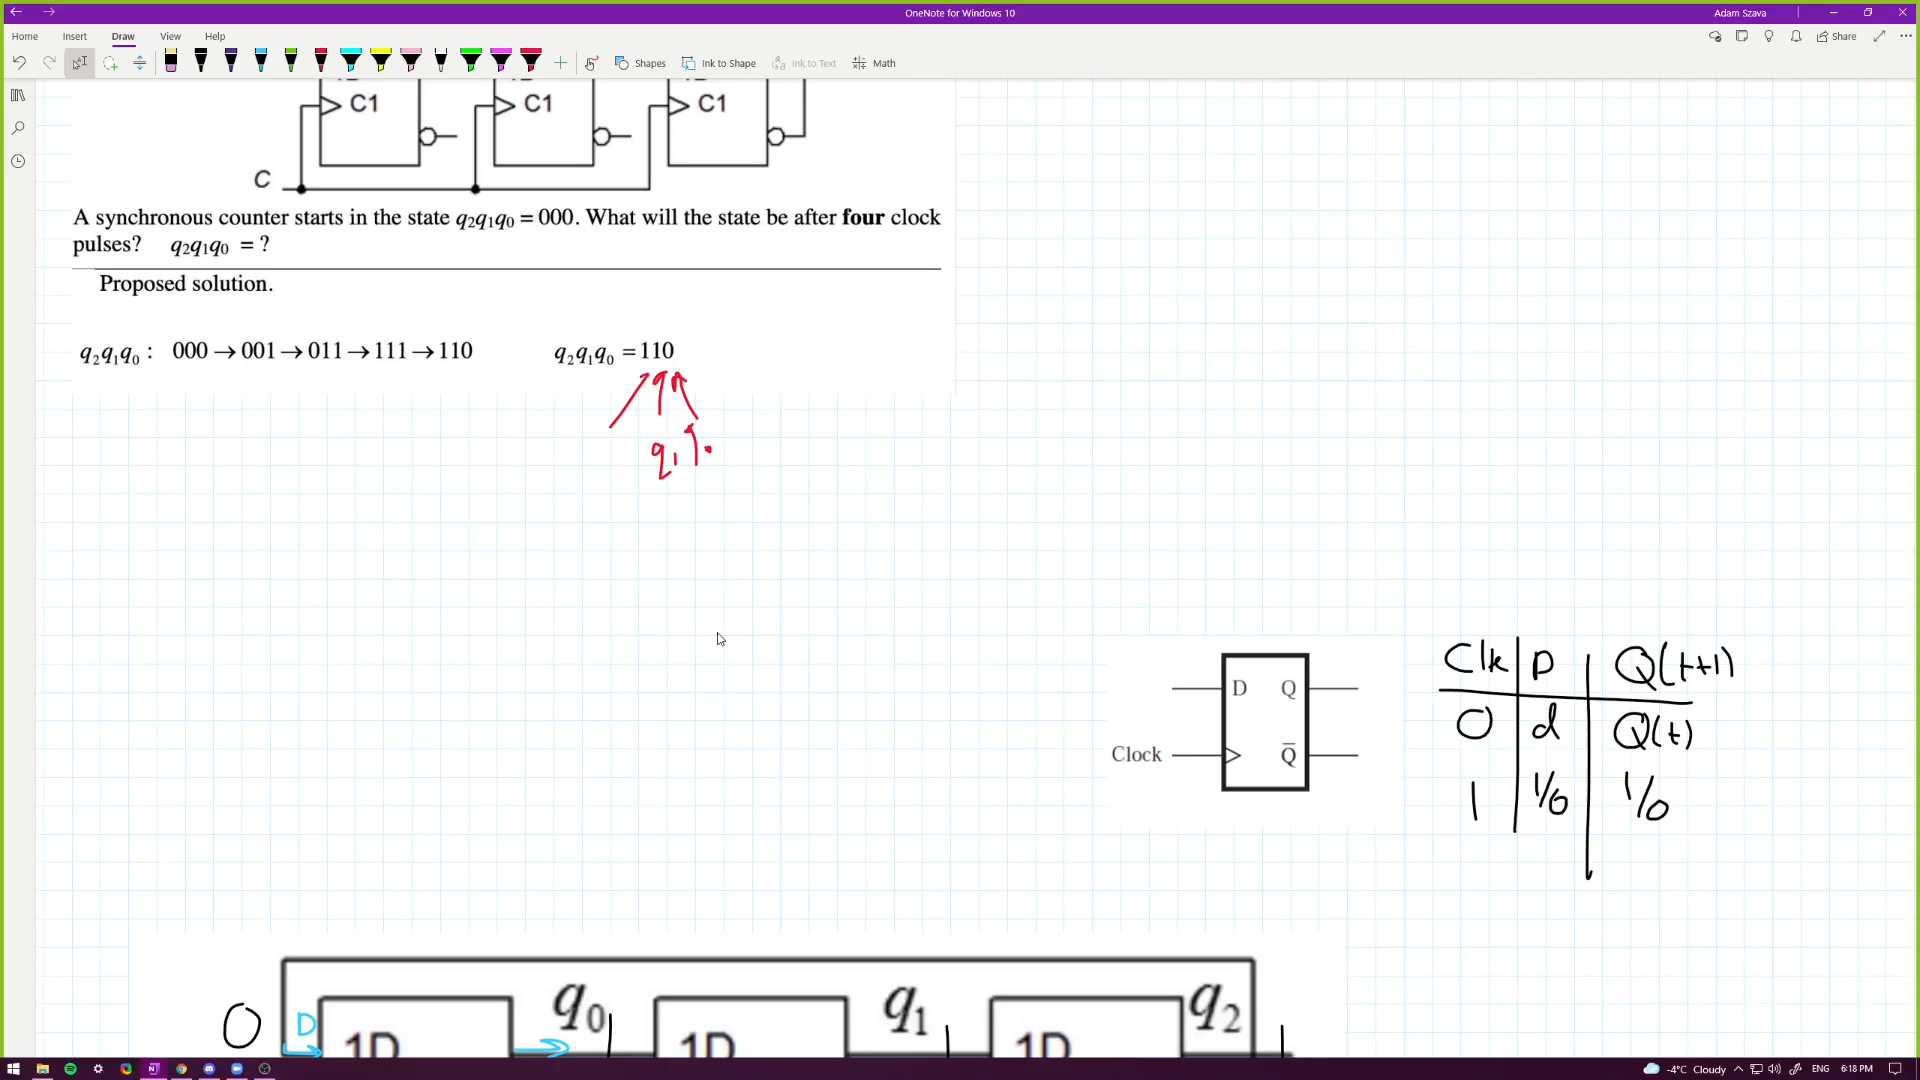 OneNote for Windows 10
Adam Szava
Home Insert Draw View Help
Share
Shapes Ink to Shape Ink to Text Math
C1 C1 C1
C
A synchronous counter starts in the state q₂q₁q₀ = 000. What will the state be after four clock
pulses? q₂q₁q₀ = ?
Proposed solution.
q₂q₁q₀ : 000 → 001 → 011 → 111 → 110 q₂q₁q₀ = 110
Clk D Q(t+1)
D Q
0 d Q(t)
Clock Q̅
1 1/0 1/0
q₀ q₁ q₂
0 D 1 1 1
1D 1D 1D
-4°C Cloudy ENG 6:18 PM